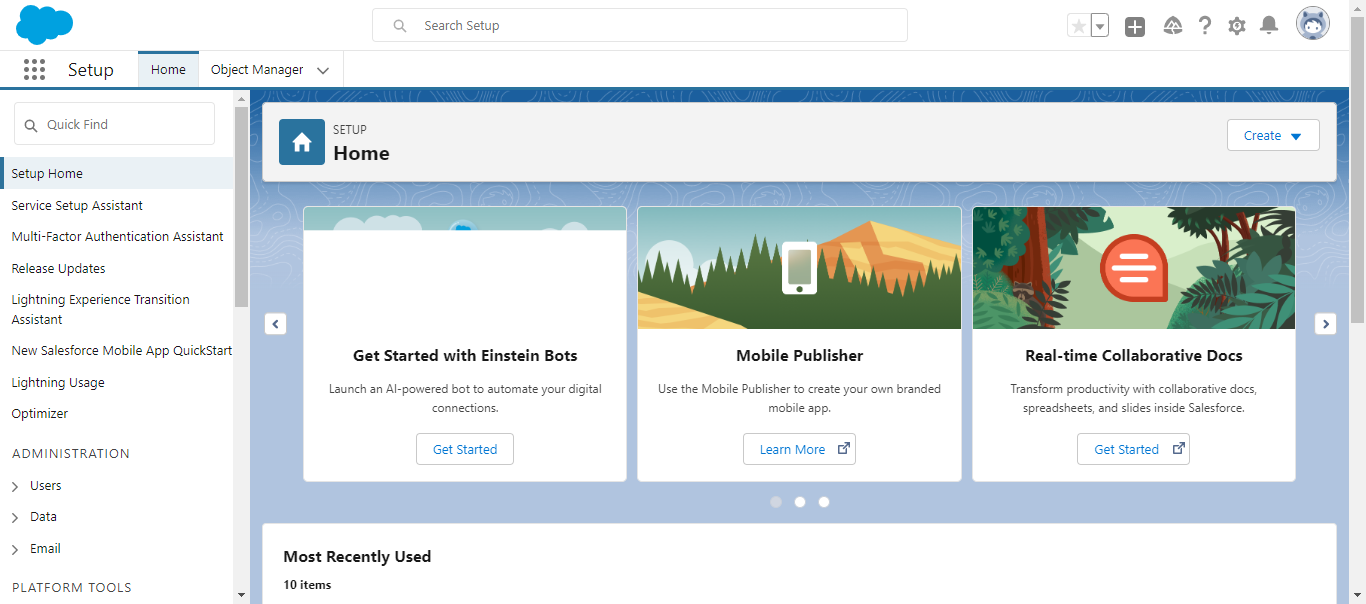 Search Setup
Setup
Home
Object Manager
Quick Find
Setup Home
Service Setup Assistant
Multi-Factor Authentication Assistant
Release Updates
Lightning Experience Transition
Assistant
New Salesforce Mobile App QuickStart
Lightning Usage
Optimizer
ADMINISTRATION
Users
Data
Email
PLATFORM TOOLS
SETUP
Home
Create
Get Started with Einstein Bots
Launch an AI-powered bot to automate your digital
connections.
Get Started
Mobile Publisher
Use the Mobile Publisher to create your own branded
mobile app.
Learn More
Real-time Collaborative Docs
Transform productivity with collaborative docs,
spreadsheets, and slides inside Salesforce.
Get Started
Most Recently Used
10 items